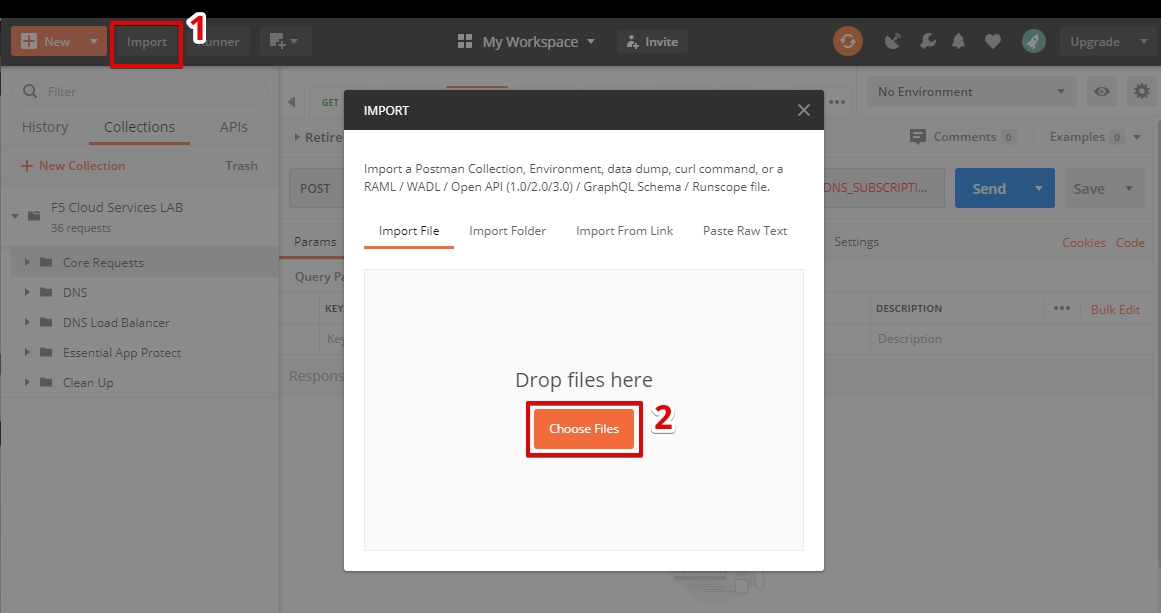 1
New
Import
unner
My Workspace
Invite
Upgrade
Filter
GET
IMPORT
No Environment
History
Collections
APIs
Retire
Comments 0
Examples 0
New Collection
Trash
Import a Postman Collection, Environment, data dump, curl command, or a
RAML / WADL / Open API (1.0/2.0/3.0) / GraphQL Schema / Runscope file.
POST
DNS_SUBSCRIPTI...
Send
Save
F5 Cloud Services LAB
36 requests
Import File
Import Folder
Import From Link
Paste Raw Text
Params
Settings
Cookies
Code
Core Requests
Query Pa
DNS
KEY
DESCRIPTION
Bulk Edit
DNS Load Balancer
Key
Description
Essential App Protect
Respons
Drop files here
Clean Up
Choose Files
2